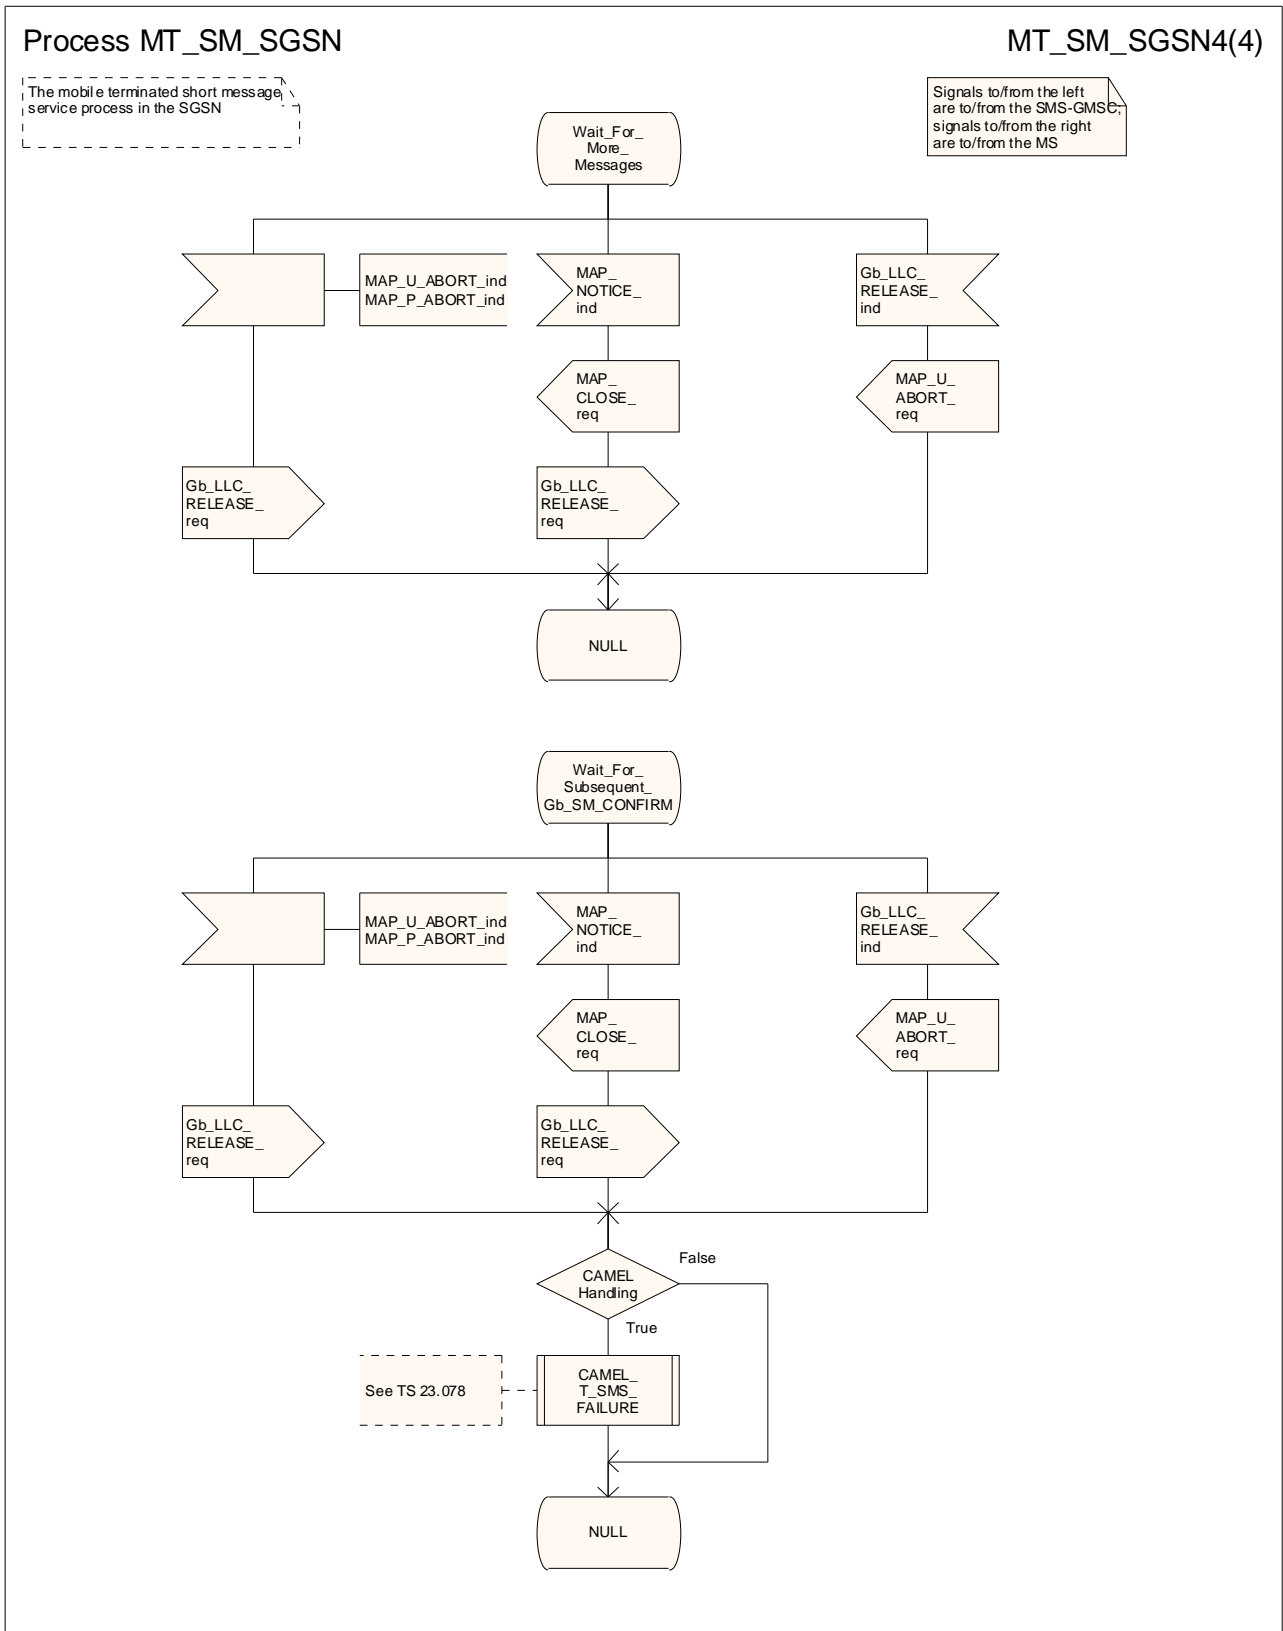 Process MT_SM_SGSN
MT_SM_SGSN4(4)
The mobile terminated short message
service process in the SGSN
Signals to/from the left
are to/from the SMS-GMSC;
signals to/from the right
are to/from the MS
Wait_For_
More_
Messages
MAP_U_ABORT_ind
MAP_P_ABORT_ind
MAP_
NOTICE_
ind
Gb_LLC_
RELEASE_
ind
MAP_
CLOSE_
req
MAP_U_
ABORT_
req
Gb_LLC_
RELEASE_
req
Gb_LLC_
RELEASE_
req
NULL
Wait_For_
Subsequent_
Gb_SM_CONFIRM
MAP_U_ABORT_ind
MAP_P_ABORT_ind
MAP_
NOTICE_
ind
Gb_LLC_
RELEASE_
ind
MAP_
CLOSE_
req
MAP_U_
ABORT_
req
Gb_LLC_
RELEASE_
req
Gb_LLC_
RELEASE_
req
CAMEL
Handling
False
True
See TS 23.078
CAMEL_
T_SMS_
FAILURE
NULL